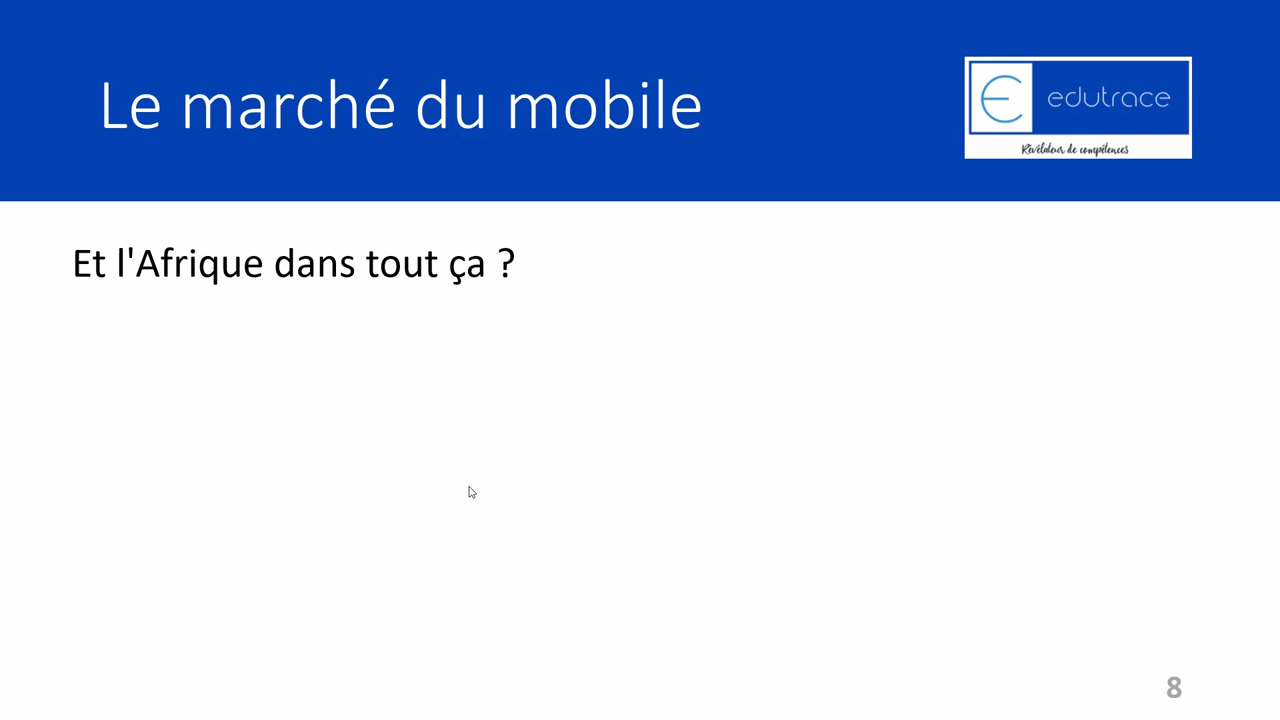 Le marché du mobile
edutrace
Révélateur de compétences
Et l'Afrique dans tout ça ?
8